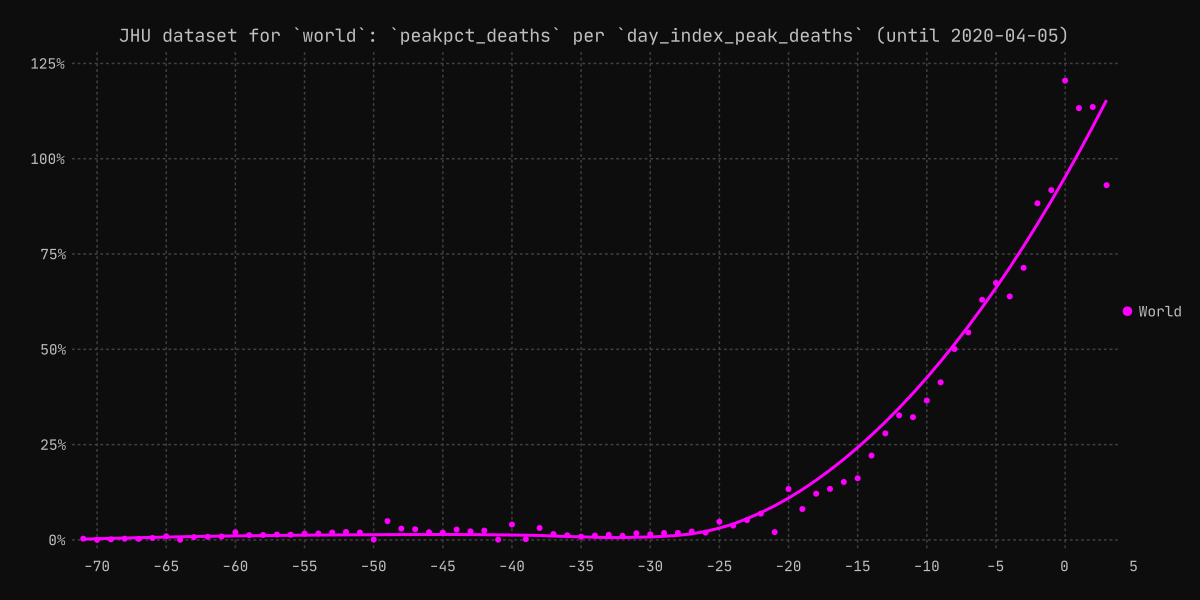 JHU dataset for `world`: `peakpct_deaths` per `day_index_peak_deaths` (until 2020-04-05)
125%
100%
75%
50%
25%
0%
World
-70 -65 -60 -55 -50 -45 -40 -35 -30 -25 -20 -15 -10 -5 0 5